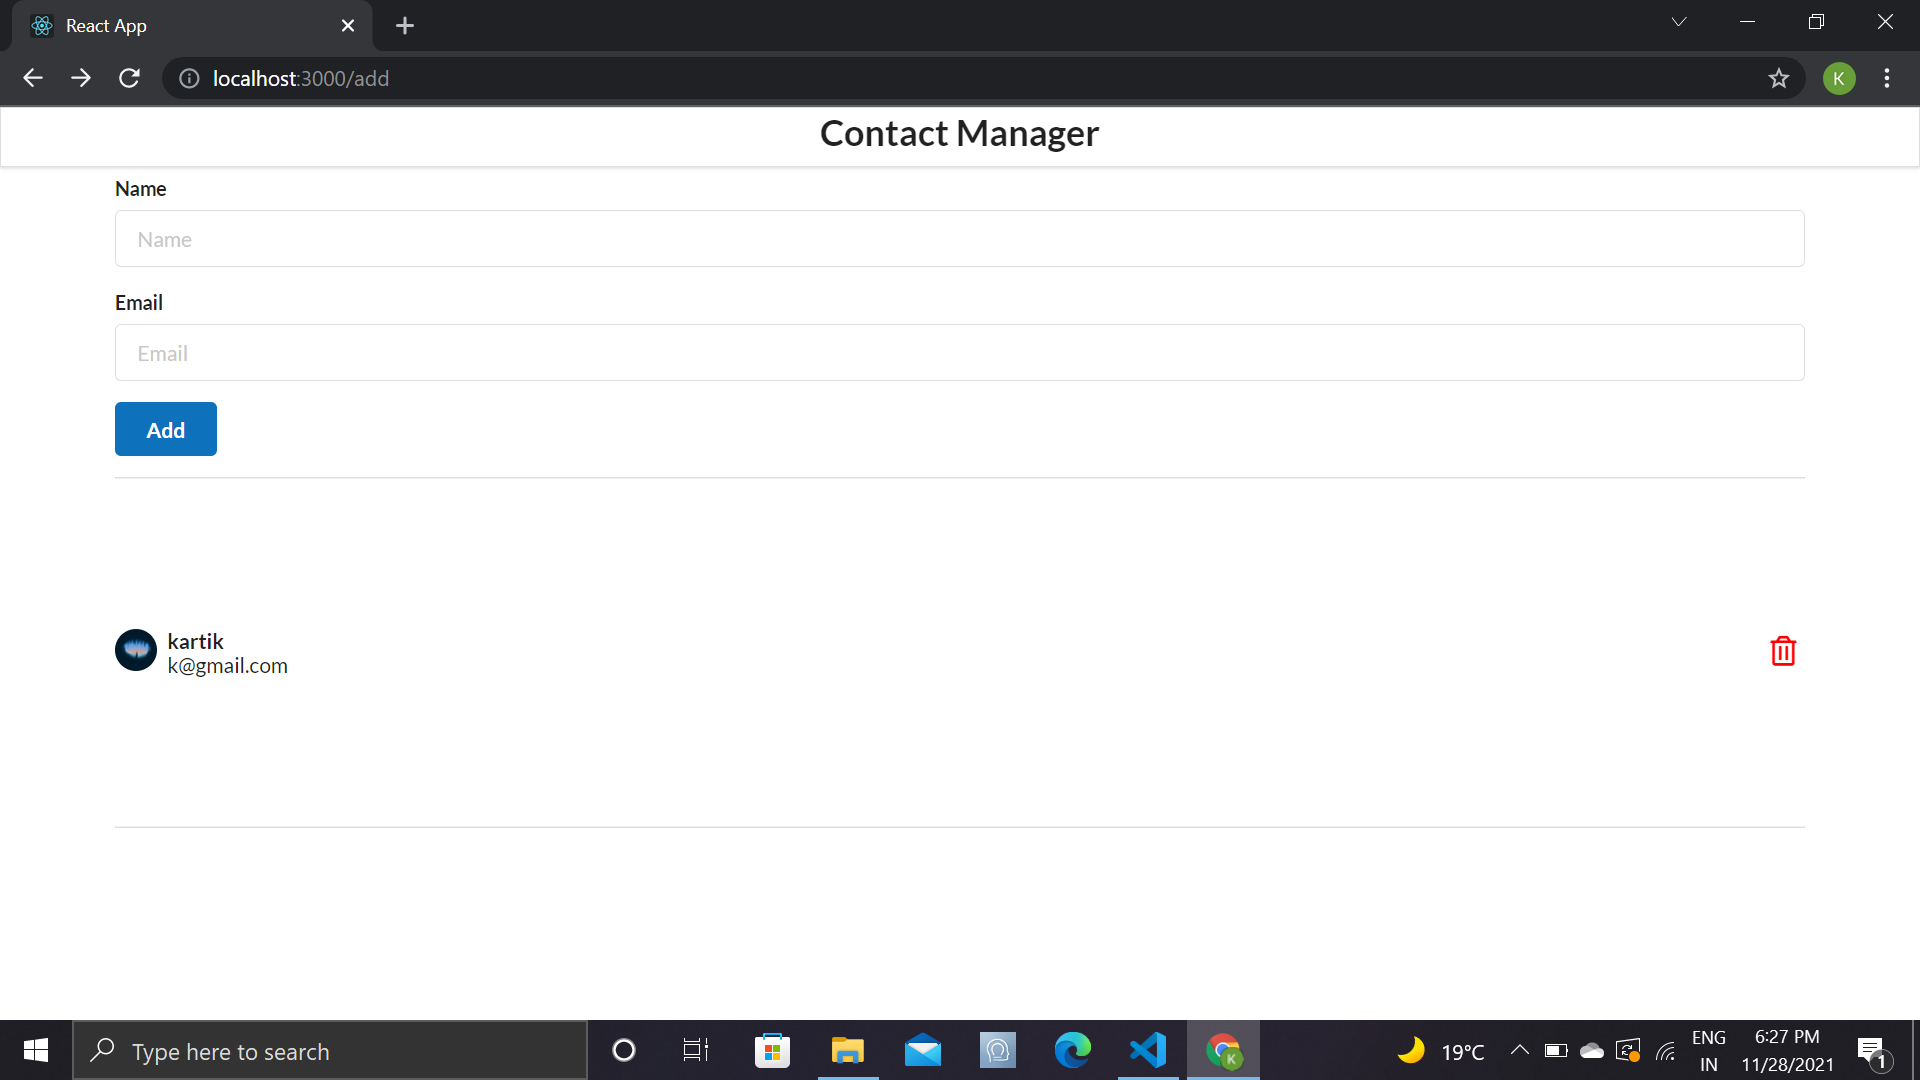 React App
localhost:3000/add
K
Contact Manager
Name
Name
Email
Email
Add
kartik
k@gmail.com
Type here to search
K
19°C
ENG
IN
6:27 PM
11/28/2021
1